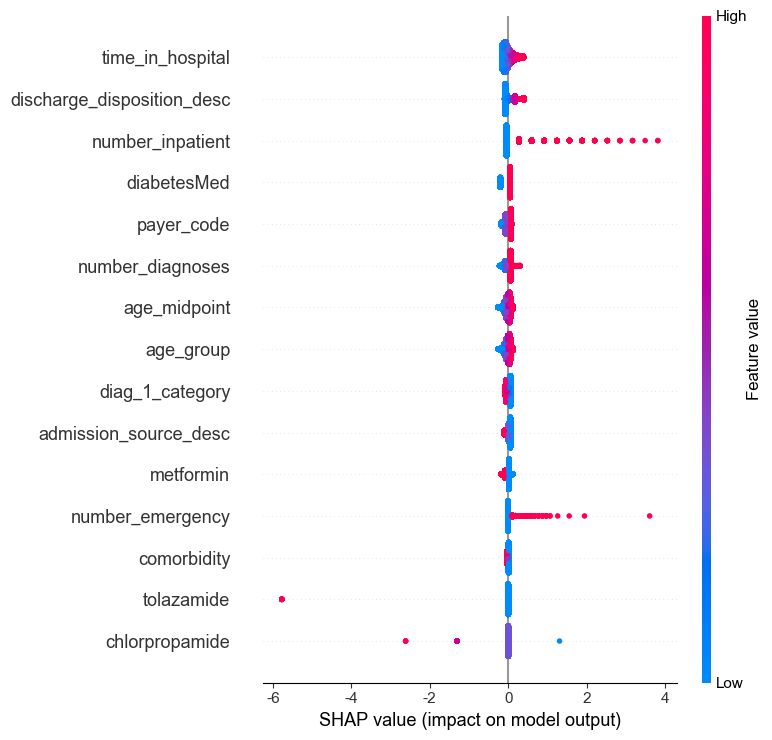 High
time_in_hospital
discharge_disposition_desc
number_inpatient
diabetesMed
payer_code
number_diagnoses
age_midpoint
age_group
diag_1_category
admission_source_desc
metformin
number_emergency
comorbidity
tolazamide
chlorpropamide
Feature value
Low
-6 -4 -2 0 2 4
SHAP value (impact on model output)